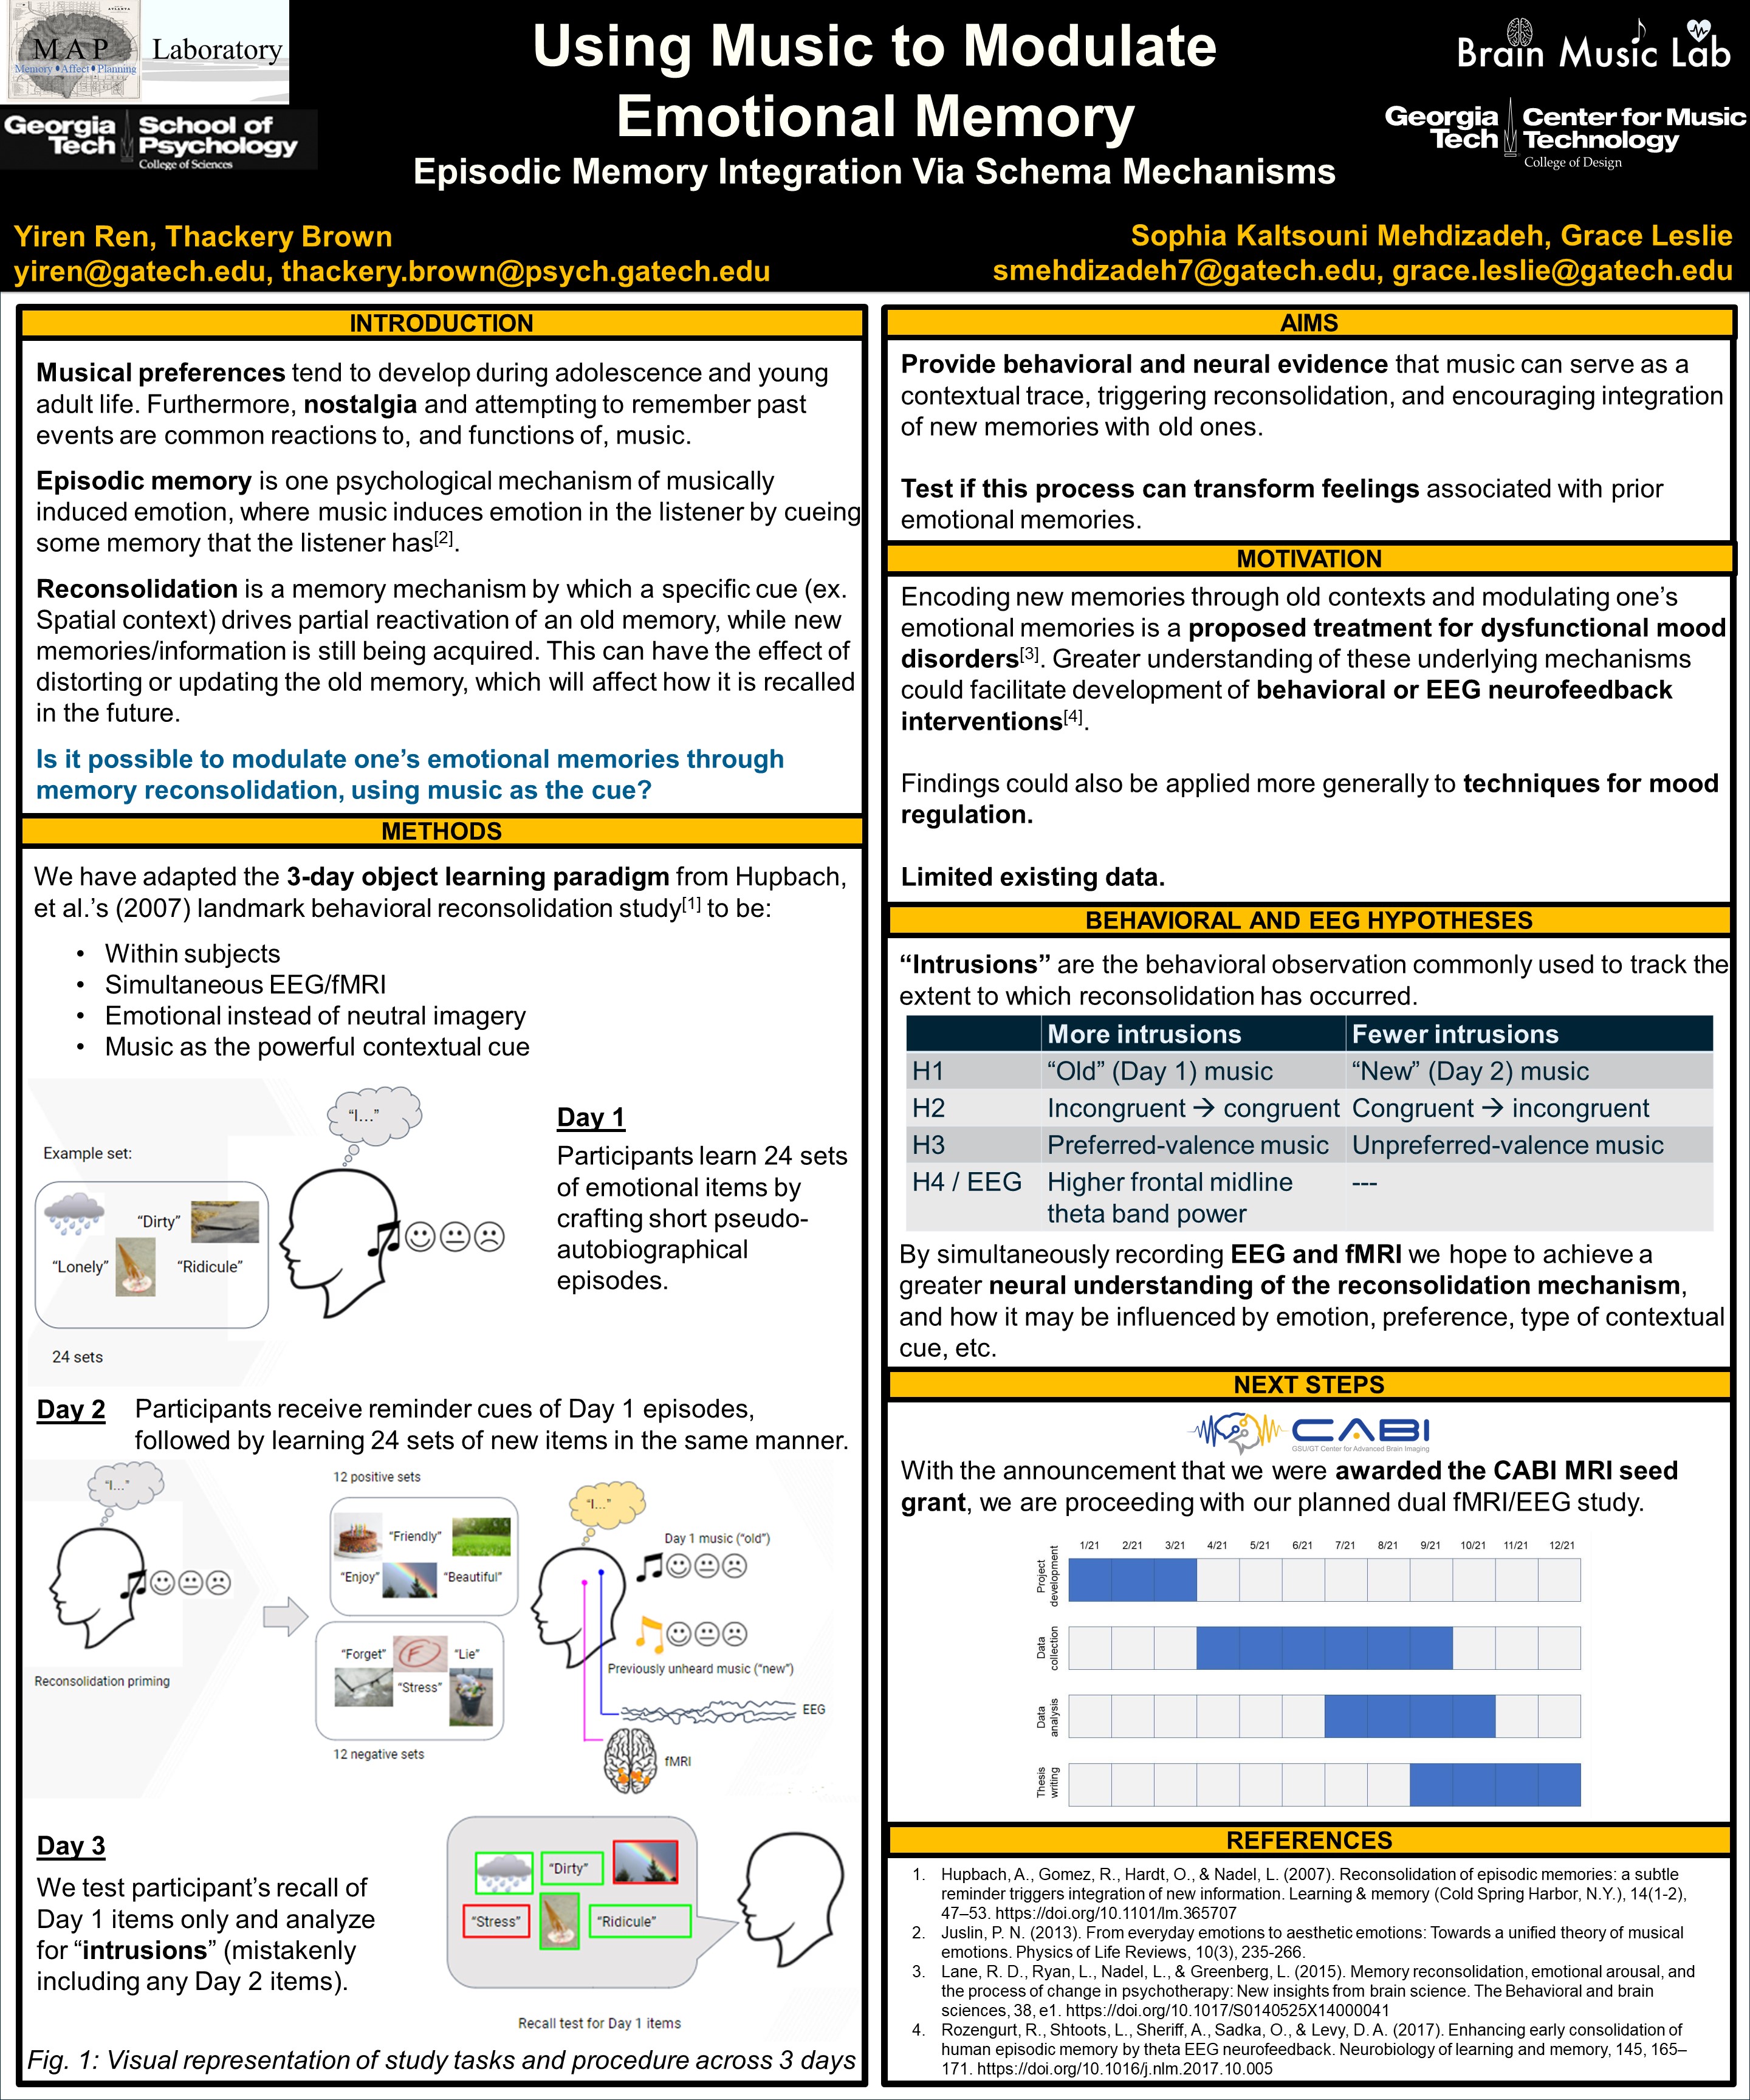 MAP Laboratory
Memory • Affect • Planning
Georgia Tech School of Psychology
College of Sciences
Using Music to Modulate
Emotional Memory
Episodic Memory Integration Via Schema Mechanisms
Brain Music Lab
Georgia Tech Center for Music Technology
College of Design
Yiren Ren, Thackery Brown
yiren@gatech.edu, thackery.brown@psych.gatech.edu
Sophia Kaltsouni Mehdizadeh, Grace Leslie
smehdizadeh7@gatech.edu, grace.leslie@gatech.edu
INTRODUCTION
Musical preferences tend to develop during adolescence and young
adult life. Furthermore, nostalgia and attempting to remember past
events are common reactions to, and functions of, music.
Episodic memory is one psychological mechanism of musically
induced emotion, where music induces emotion in the listener by cueing
some memory that the listener has[2].
Reconsolidation is a memory mechanism by which a specific cue (ex.
Spatial context) drives partial reactivation of an old memory, while new
memories/information is still being acquired. This can have the effect of
distorting or updating the old memory, which will affect how it is recalled
in the future.
Is it possible to modulate one's emotional memories through
memory reconsolidation, using music as the cue?
METHODS
We have adapted the 3-day object learning paradigm from Hupbach,
et al.'s (2007) landmark behavioral reconsolidation study[1] to be:
• Within subjects
• Simultaneous EEG/fMRI
• Emotional instead of neutral imagery
• Music as the powerful contextual cue
"I..."
Example set:
"Dirty"
"Lonely"
"Ridicule"
24 sets
Day 1
Participants learn 24 sets
of emotional items by
crafting short pseudo-
autobiographical
episodes.
Day 2 Participants receive reminder cues of Day 1 episodes,
followed by learning 24 sets of new items in the same manner.
"I..."
Reconsolidation priming
12 positive sets
"Friendly"
"Enjoy"
"Beautiful"
"Forget"
F
"Lie"
"Stress"
12 negative sets
"I..."
Day 1 music ("old")
Previously unheard music ("new")
EEG
fMRI
Day 3
We test participant's recall of
Day 1 items only and analyze
for "intrusions" (mistakenly
including any Day 2 items).
"Dirty"
"Stress"
"Ridicule"
Recall test for Day 1 items
Fig. 1: Visual representation of study tasks and procedure across 3 days
AIMS
Provide behavioral and neural evidence that music can serve as a
contextual trace, triggering reconsolidation, and encouraging integration
of new memories with old ones.
Test if this process can transform feelings associated with prior
emotional memories.
MOTIVATION
Encoding new memories through old contexts and modulating one's
emotional memories is a proposed treatment for dysfunctional mood
disorders[3]. Greater understanding of these underlying mechanisms
could facilitate development of behavioral or EEG neurofeedback
interventions[4].
Findings could also be applied more generally to techniques for mood
regulation.
Limited existing data.
BEHAVIORAL AND EEG HYPOTHESES
"Intrusions" are the behavioral observation commonly used to track the
extent to which reconsolidation has occurred.
More intrusions Fewer intrusions
H1 "Old" (Day 1) music "New" (Day 2) music
H2 Incongruent → congruent Congruent → incongruent
H3 Preferred-valence music Unpreferred-valence music
H4 / EEG Higher frontal midline theta band power ---
By simultaneously recording EEG and fMRI we hope to achieve a
greater neural understanding of the reconsolidation mechanism,
and how it may be influenced by emotion, preference, type of contextual
cue, etc.
NEXT STEPS
CABI
GSU/GT Center for Advanced Brain Imaging
With the announcement that we were awarded the CABI MRI seed
grant, we are proceeding with our planned dual fMRI/EEG study.
1/21 2/21 3/21 4/21 5/21 6/21 7/21 8/21 9/21 10/21 11/21 12/21
Project development
Data collection
Data analysis
Thesis writing
REFERENCES
1. Hupbach, A., Gomez, R., Hardt, O., & Nadel, L. (2007). Reconsolidation of episodic memories: a subtle
reminder triggers integration of new information. Learning & memory (Cold Spring Harbor, N.Y.), 14(1-2),
47–53. https://doi.org/10.1101/lm.365707
2. Juslin, P. N. (2013). From everyday emotions to aesthetic emotions: Towards a unified theory of musical
emotions. Physics of Life Reviews, 10(3), 235-266.
3. Lane, R. D., Ryan, L., Nadel, L., & Greenberg, L. (2015). Memory reconsolidation, emotional arousal, and
the process of change in psychotherapy: New insights from brain science. The Behavioral and brain
sciences, 38, e1. https://doi.org/10.1017/S0140525X14000041
4. Rozengurt, R., Shtoots, L., Sheriff, A., Sadka, O., & Levy, D. A. (2017). Enhancing early consolidation of
human episodic memory by theta EEG neurofeedback. Neurobiology of learning and memory, 145, 165–
171. https://doi.org/10.1016/j.nlm.2017.10.005